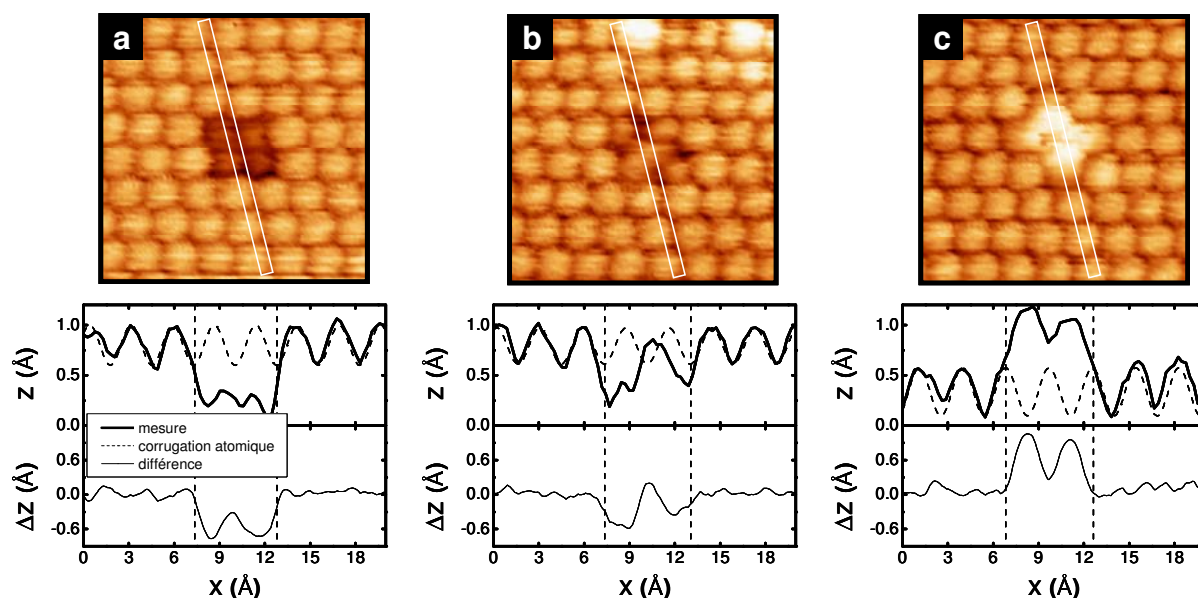 a
b
c
Z (Å)
1.0
0.5
0.0
mesure
corrugation atomique
différence
ΔZ (Å)
0.6
0.0
-0.6
0 3 6 9 12 15 18
X (Å)
Z (Å)
1.0
0.5
0.0
ΔZ (Å)
0.6
0.0
-0.6
0 3 6 9 12 15 18
X (Å)
Z (Å)
1.0
0.5
0.0
ΔZ (Å)
0.6
0.0
-0.6
0 3 6 9 12 15 18
X (Å)